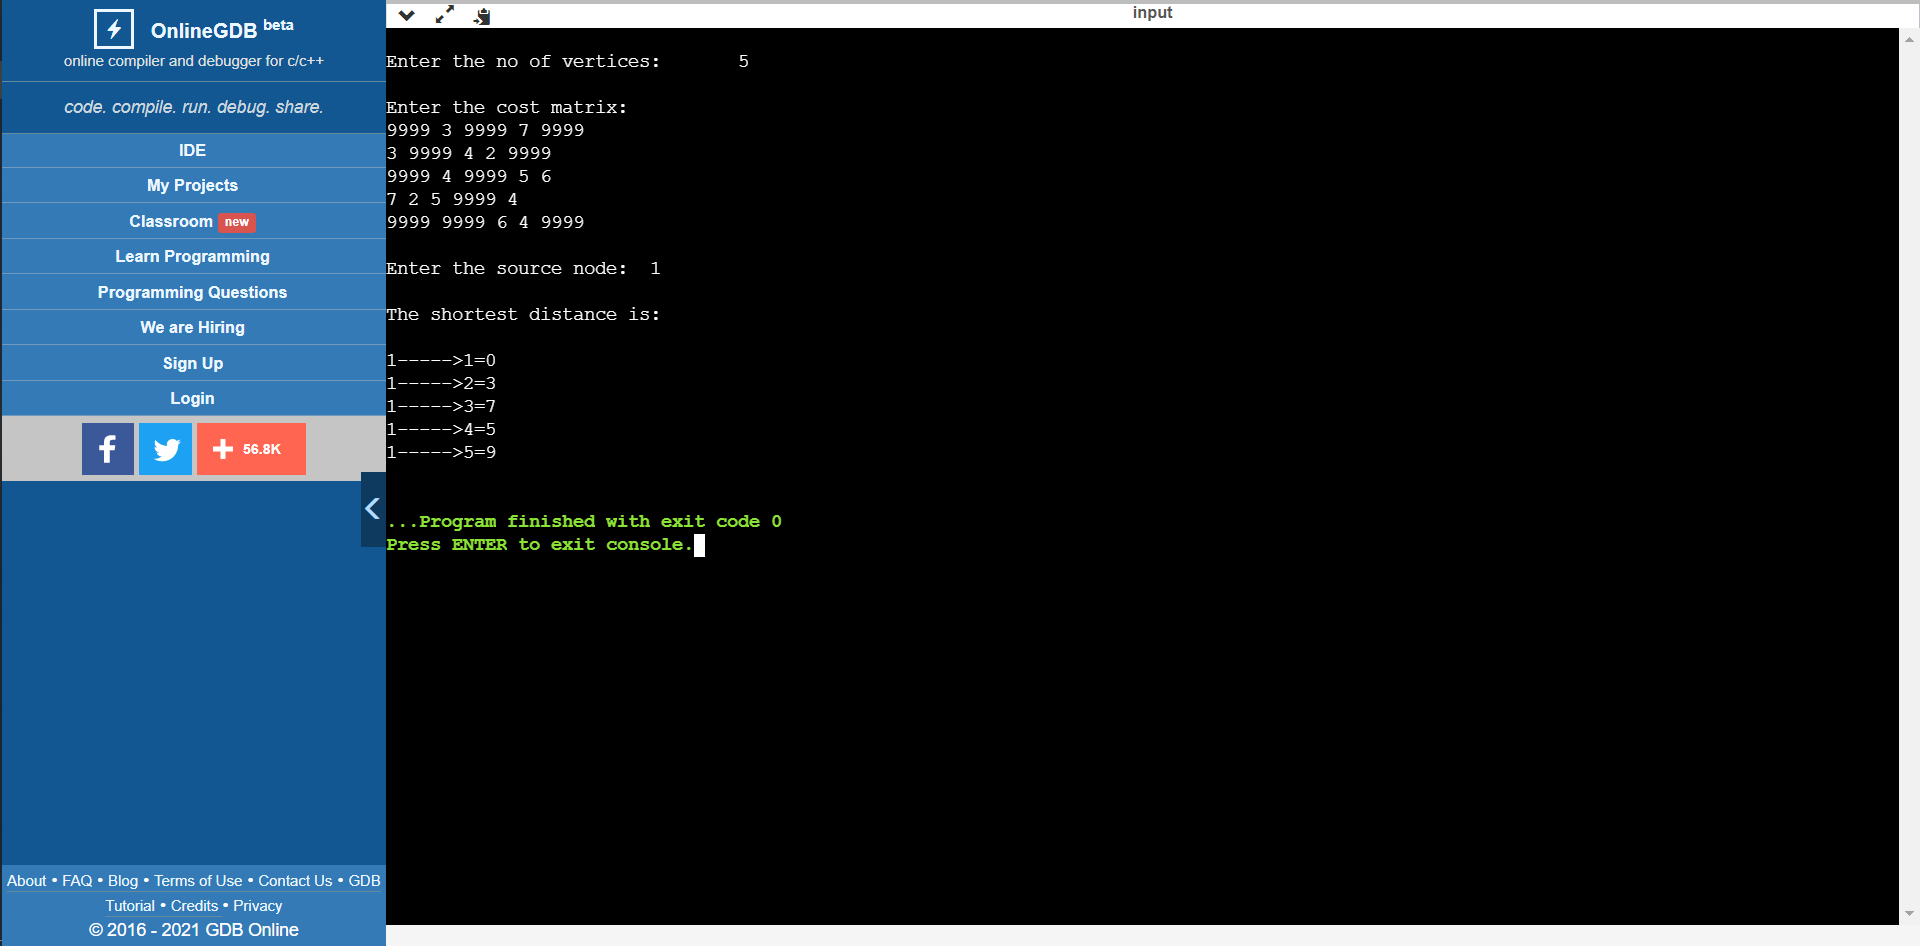 OnlineGDB beta
online compiler and debugger for c/c++
code. compile. run. debug. share.
IDE
My Projects
Classroom new
Learn Programming
Programming Questions
We are Hiring
Sign Up
Login
56.8K
About • FAQ • Blog • Terms of Use • Contact Us • GDB
Tutorial • Credits • Privacy
© 2016 - 2021 GDB Online
input
Enter the no of vertices: 5
Enter the cost matrix:
9999 3 9999 7 9999
3 9999 4 2 9999
9999 4 9999 5 6
7 2 5 9999 4
9999 9999 6 4 9999
Enter the source node: 1
The shortest distance is:
1----->1=0
1----->2=3
1----->3=7
1----->4=5
1----->5=9
...Program finished with exit code 0
Press ENTER to exit console.